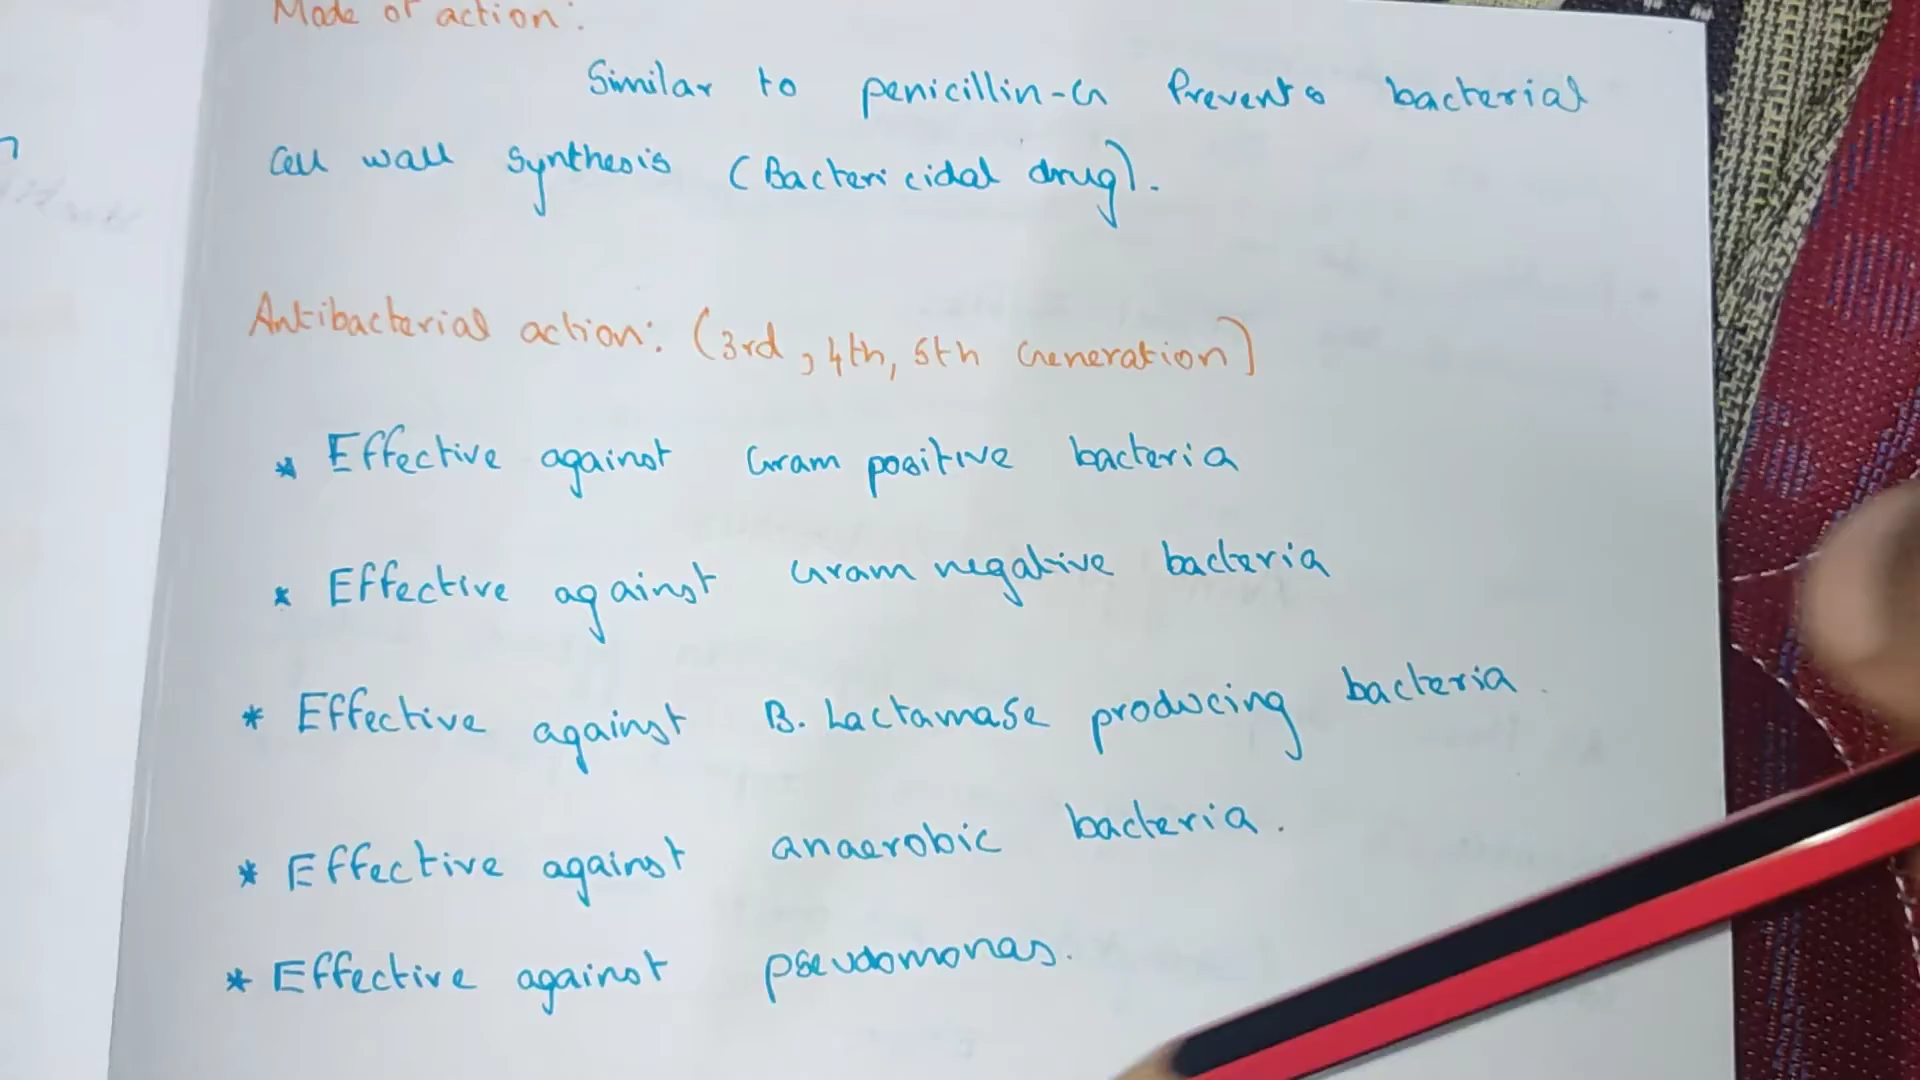 Mode of action:
Similar to penicillin-G Prevents bacterial
cell wall synthesis (Bactericidal drug).
Antibacterial action: (3rd, 4th, 5th Generation)
* Effective against Gram positive bacteria
* Effective against Gram negative bacteria
* Effective against B. Lactamase producing bacteria.
* Effective against anaerobic bacteria.
* Effective against pseudomonas.